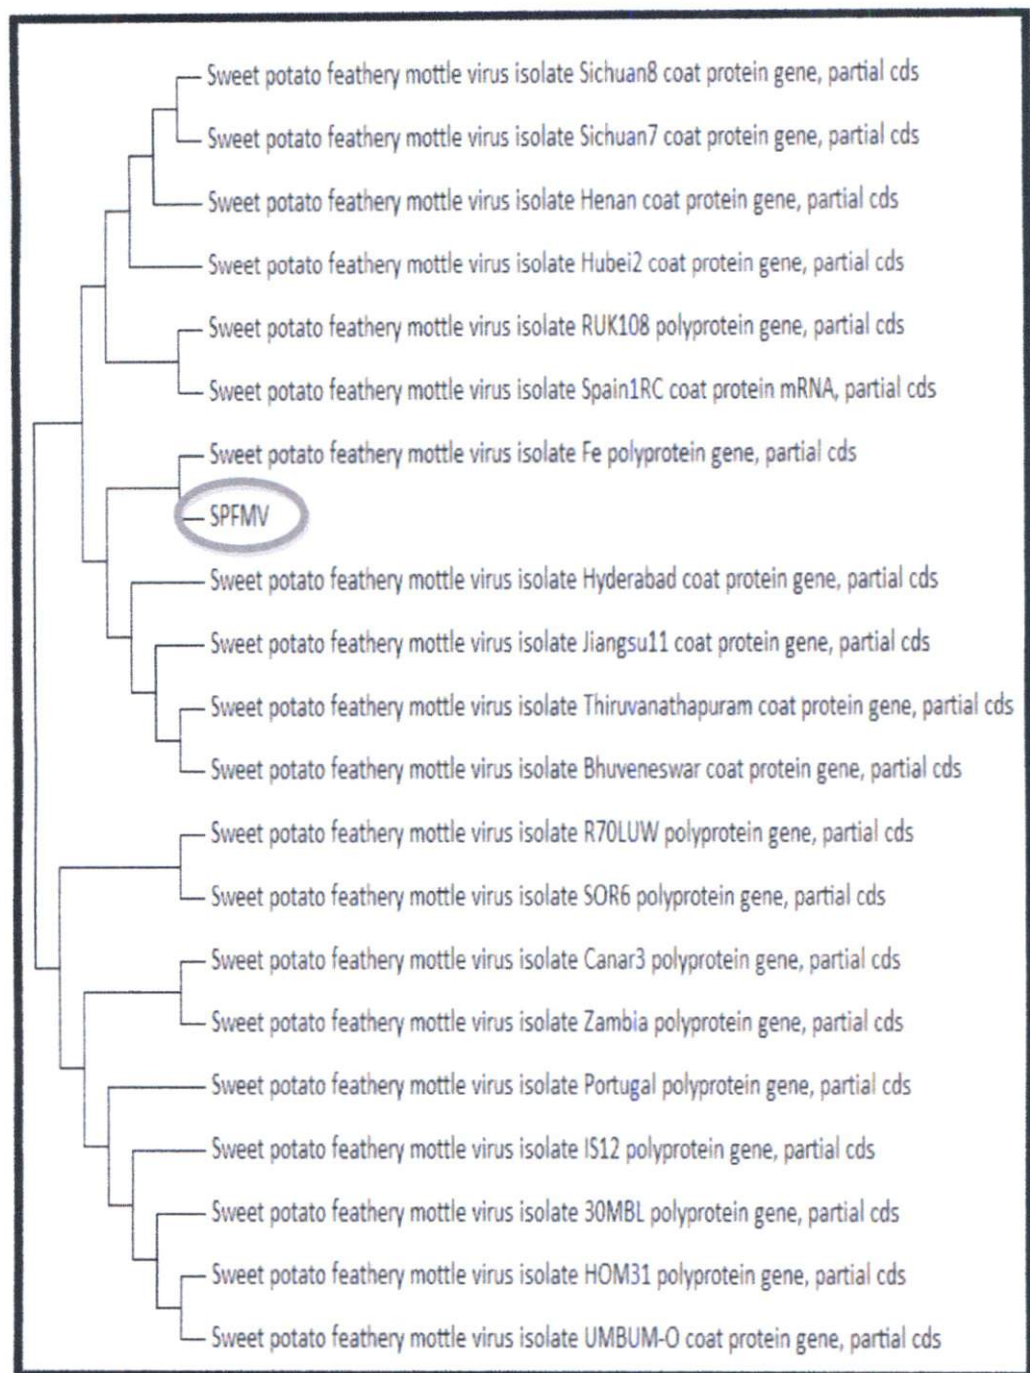 Sweet potato feathery mottle virus isolate Sichuan8 coat protein gene, partial cds
Sweet potato feathery mottle virus isolate Sichuan7 coat protein gene, partial cds
Sweet potato feathery mottle virus isolate Henan coat protein gene, partial cds
Sweet potato feathery mottle virus isolate Hubei2 coat protein gene, partial cds
Sweet potato feathery mottle virus isolate RUK108 polyprotein gene, partial cds
Sweet potato feathery mottle virus isolate Spain1RC coat protein mRNA, partial cds
Sweet potato feathery mottle virus isolate Fe polyprotein gene, partial cds
SPFMV
Sweet potato feathery mottle virus isolate Hyderabad coat protein gene, partial cds
Sweet potato feathery mottle virus isolate Jiangsu11 coat protein gene, partial cds
Sweet potato feathery mottle virus isolate Thiruvanathapuram coat protein gene, partial cds
Sweet potato feathery mottle virus isolate Bhuveneswar coat protein gene, partial cds
Sweet potato feathery mottle virus isolate R70LUW polyprotein gene, partial cds
Sweet potato feathery mottle virus isolate SOR6 polyprotein gene, partial cds
Sweet potato feathery mottle virus isolate Canar3 polyprotein gene, partial cds
Sweet potato feathery mottle virus isolate Zambia polyprotein gene, partial cds
Sweet potato feathery mottle virus isolate Portugal polyprotein gene, partial cds
Sweet potato feathery mottle virus isolate IS12 polyprotein gene, partial cds
Sweet potato feathery mottle virus isolate 30MBL polyprotein gene, partial cds
Sweet potato feathery mottle virus isolate HOM31 polyprotein gene, partial cds
Sweet potato feathery mottle virus isolate UMBUM-O coat protein gene, partial cds